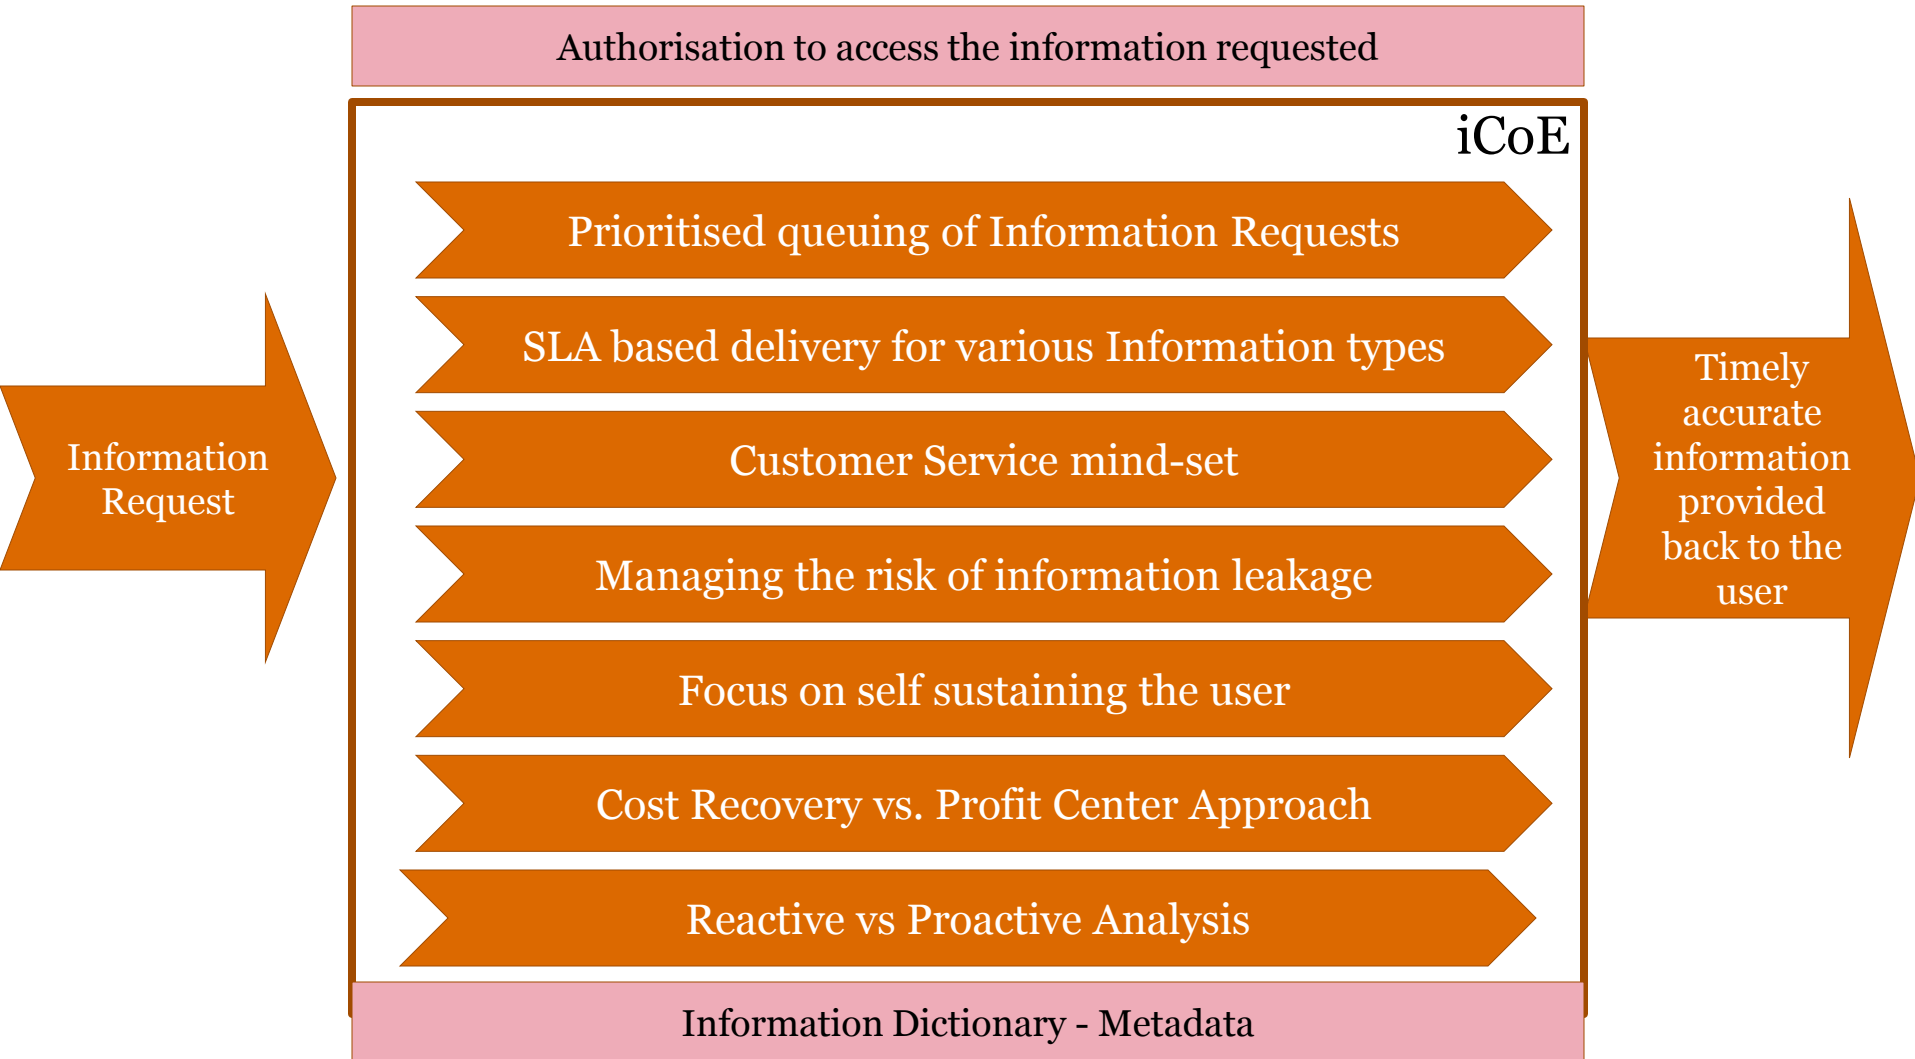 Authorisation to access the information requested
iCoE
Prioritised queuing of Information Requests
SLA based delivery for various Information types
Customer Service mind-set
Managing the risk of information leakage
Focus on self sustaining the user
Cost Recovery vs. Profit Center Approach
Reactive vs Proactive Analysis
Information Dictionary - Metadata
Information
Request
Timely
accurate
information
provided
back to the
user